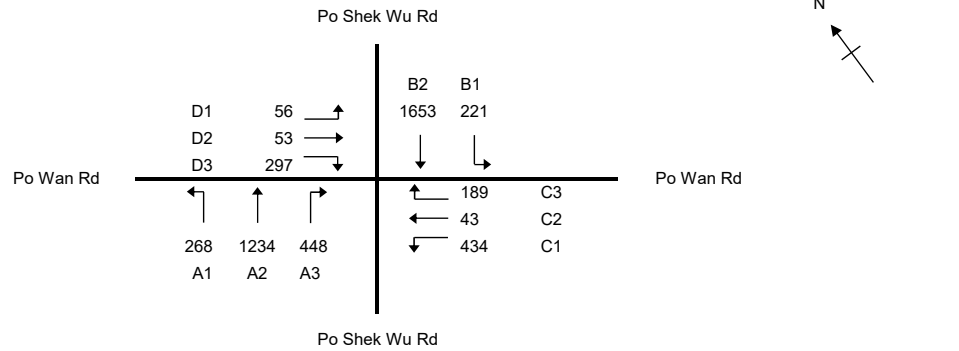 N
Po Shek Wu Rd
B2 B1
D1 56 1653 221
D2 53
D3 297
Po Wan Rd Po Wan Rd
189 C3
43 C2
268 1234 448 434 C1
A1 A2 A3
Po Shek Wu Rd